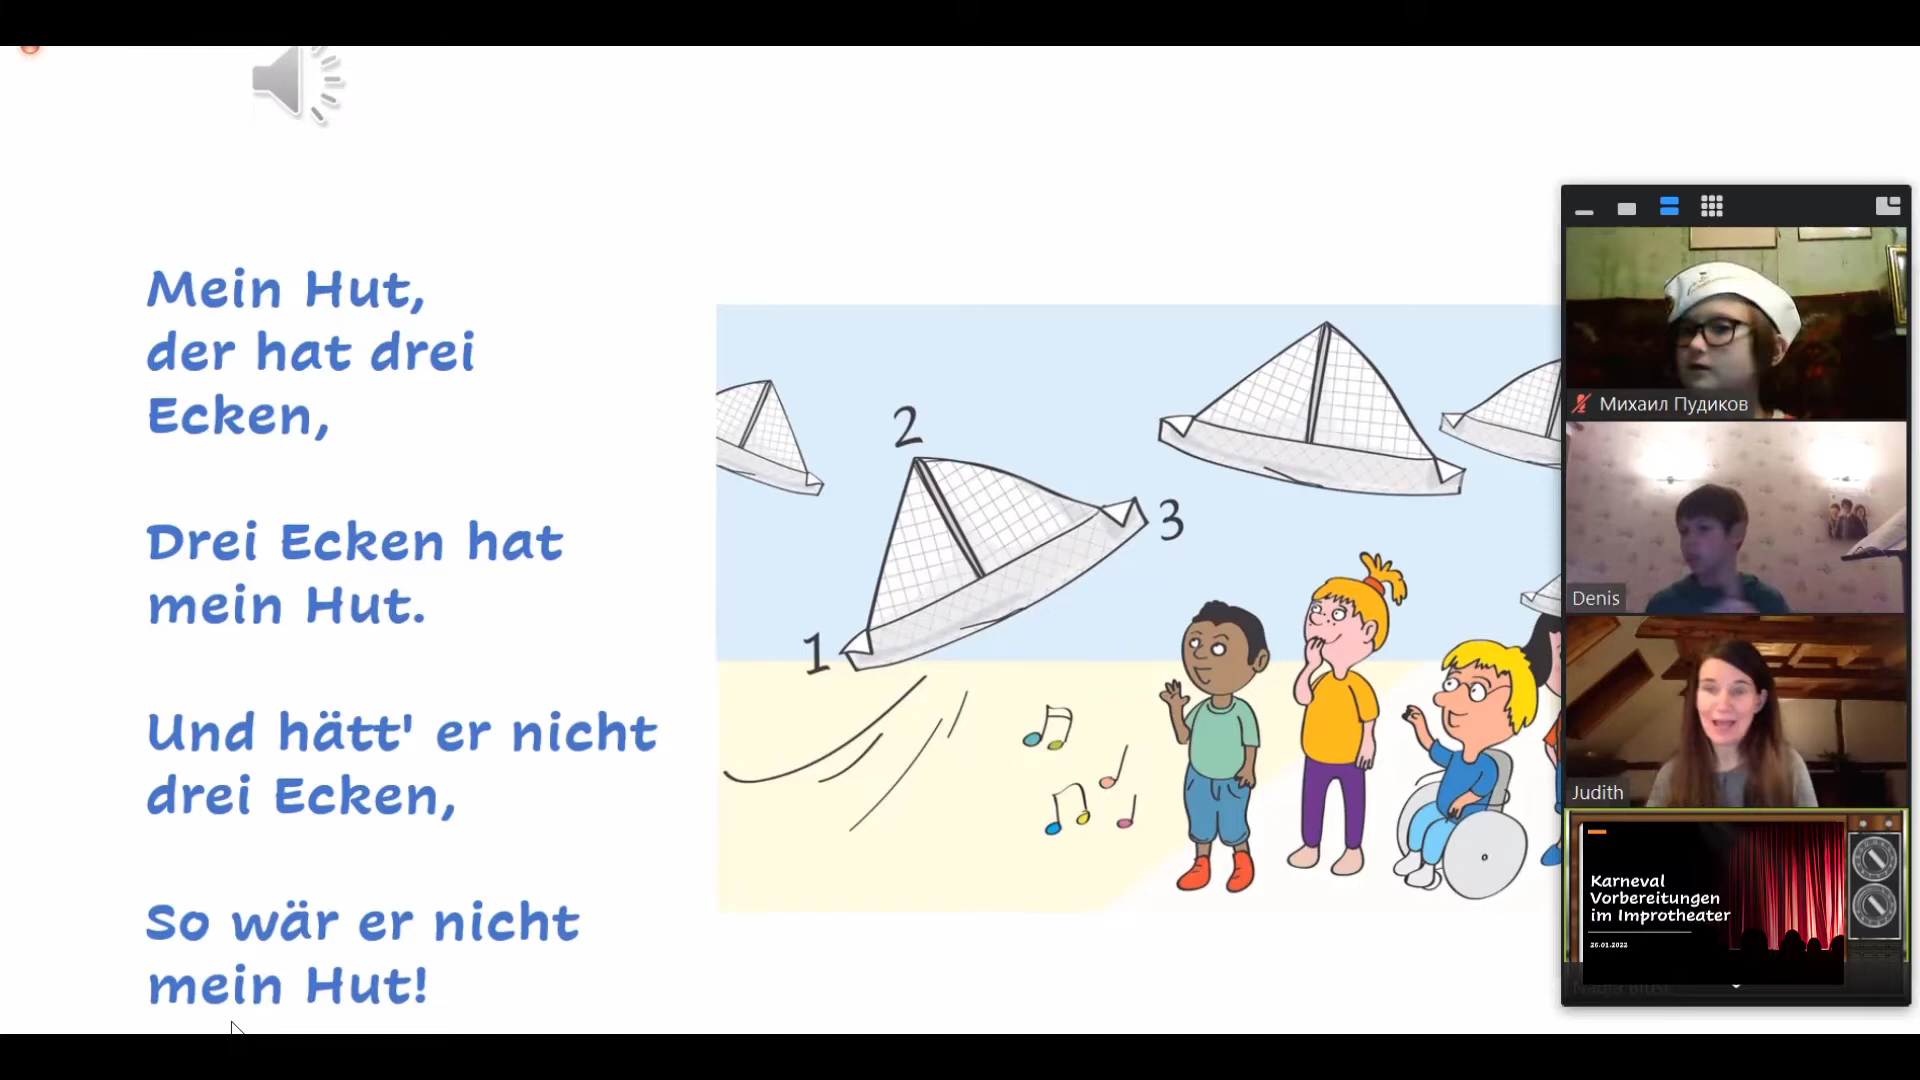 Mein Hut,
der hat drei
Ecken,
Drei Ecken hat
mein Hut.
Und hätt' er nicht
drei Ecken,
So wär er nicht
mein Hut!
2
3
1
Михаил Пудиков
Denis
Judith
Karneval
Vorbereitungen
im Improtheater
26.01.2022